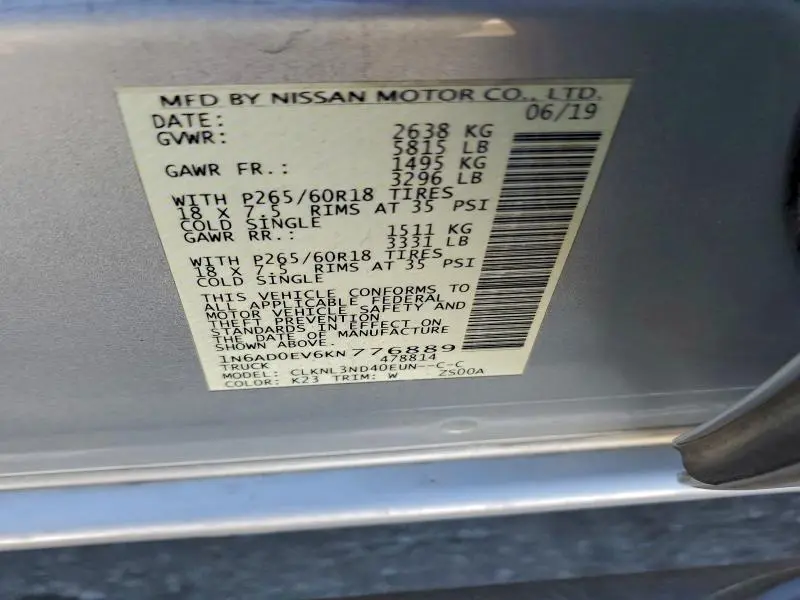 MFD BY NISSAN MOTOR CO., LTD.
DATE: 06/19
GVWR: 2638 KG
5815 LB
GAWR FR.: 1495 KG
3296 LB
WITH P265/60R18 TIRES
18 X 7.5 RIMS AT 35 PSI
COLD SINGLE
GAWR RR.: 1511 KG
3331 LB
WITH P265/60R18 TIRES
18 X 7.5 RIMS AT 35 PSI
COLD SINGLE
THIS VEHICLE CONFORMS TO
ALL APPLICABLE FEDERAL
MOTOR VEHICLE SAFETY AND
THEFT PREVENTION
STANDARDS IN EFFECT ON
THE DATE OF MANUFACTURE
1N6AD0EV6KN776889
TRUCK 478814
MODEL: CLKNL3ND40EUN--C-C
COLOR: K23 TRIM: W ZS00A